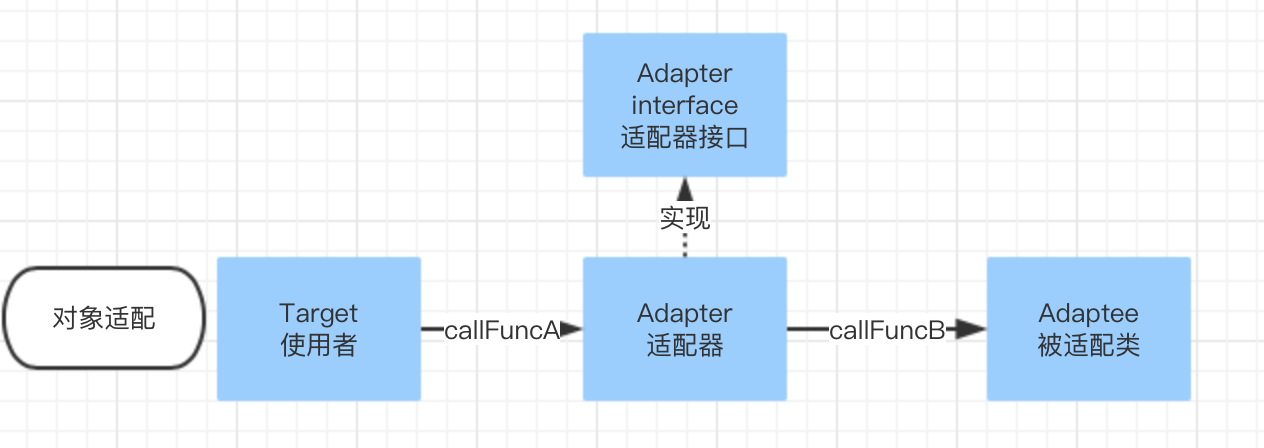 Adapter
interface
适配器接口
实现
对象适配
Target
使用者
callFuncA
Adapter
适配器
callFuncB
Adaptee
被适配类